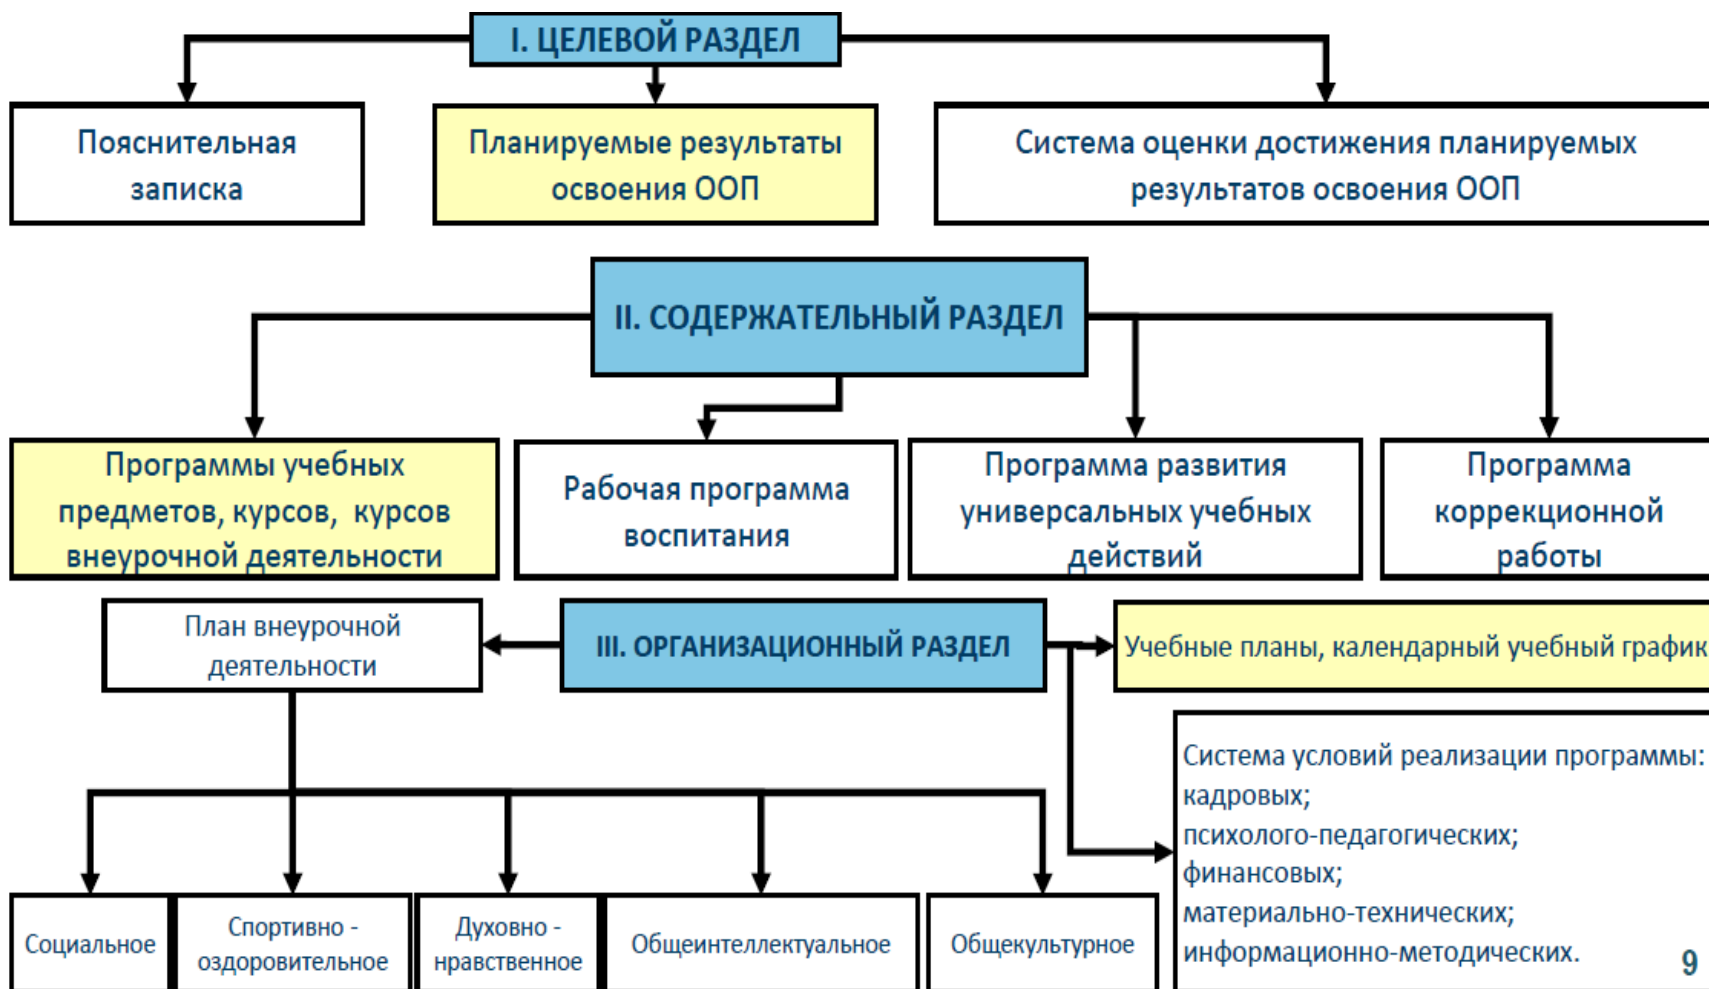 I. ЦЕЛЕВОЙ РАЗДЕЛ
Пояснительная
записка
Планируемые результаты
освоения ООП
Система оценки достижения планируемых
результатов освоения ООП
II. СОДЕРЖАТЕЛЬНЫЙ РАЗДЕЛ
Программы учебных
предметов, курсов, курсов
внеурочной деятельности
Рабочая программа
воспитания
Программа развития
универсальных учебных
действий
Программа
коррекционной
работы
План внеурочной
деятельности
III. ОРГАНИЗАЦИОННЫЙ РАЗДЕЛ
Учебные планы, календарный учебный график
Система условий реализации программы:
кадровых;
психолого-педагогических;
финансовых;
материально-технических;
информационно-методических.
Социальное
Спортивно -
оздоровительное
Духовно -
нравственное
Общеинтеллектуальное
Общекультурное
9